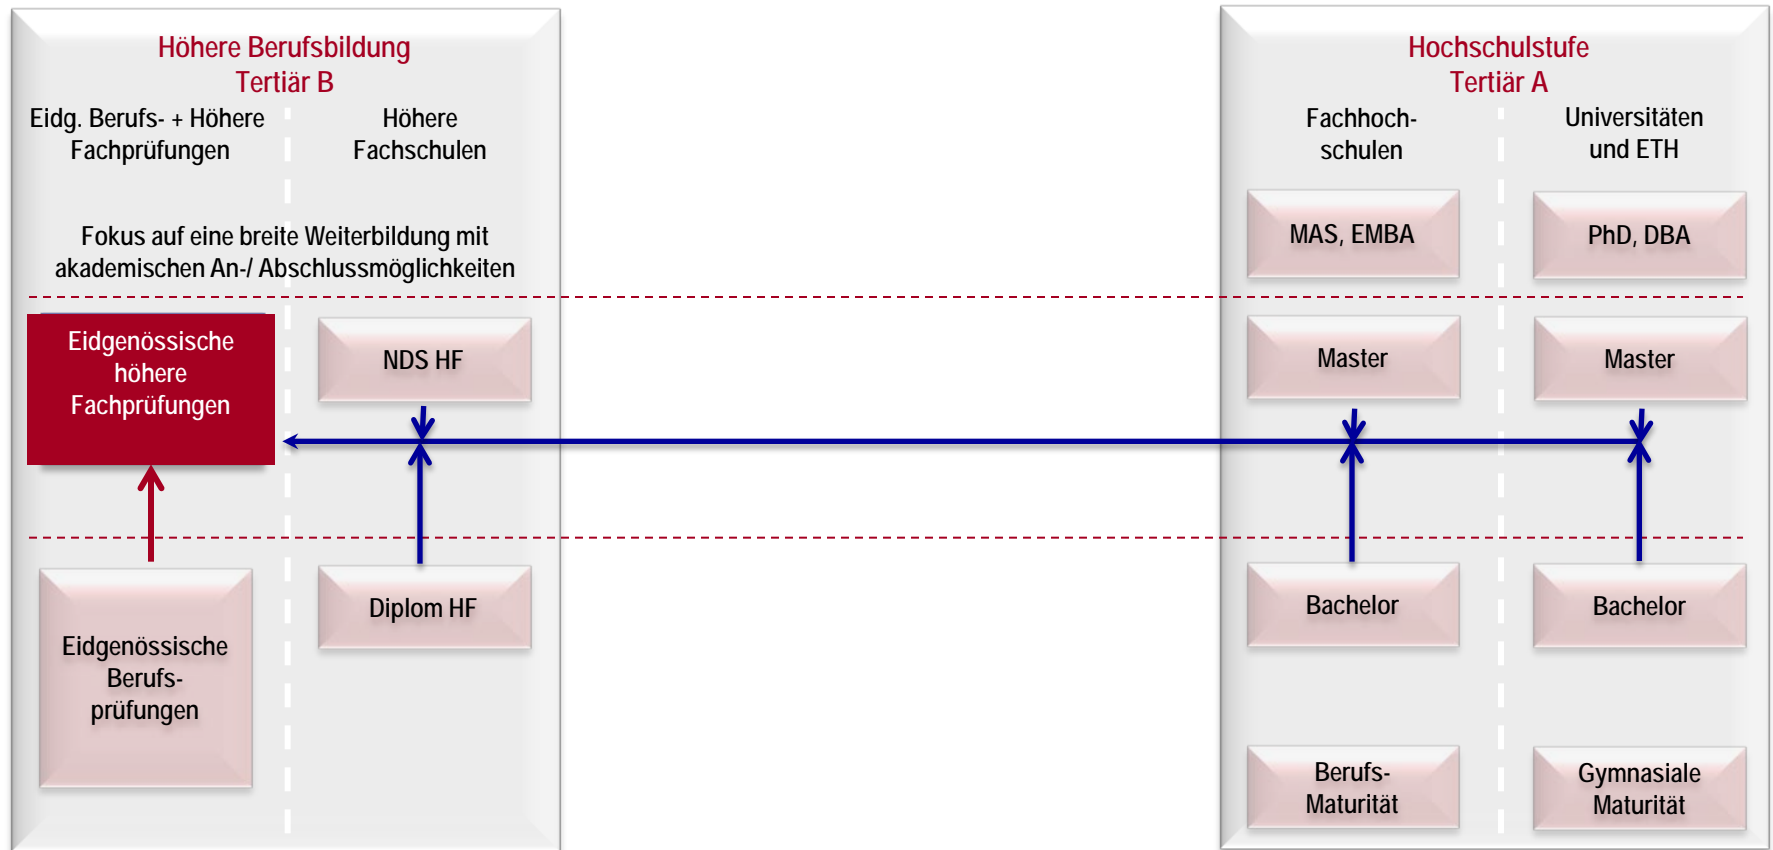 Höhere Berufsbildung
Tertiär B
Eidg. Berufs- + Höhere
Fachprüfungen
Höhere
Fachschulen
Fokus auf eine breite Weiterbildung mit
akademischen An-/ Abschlussmöglichkeiten
Eidgenössische
höhere
Fachprüfungen
NDS HF
Diplom HF
Eidgenössische
Berufs-
prüfungen
Hochschulstufe
Tertiär A
Fachhoch-
schulen
Universitäten
und ETH
MAS, EMBA
PhD, DBA
Master
Master
Bachelor
Bachelor
Berufs-
Maturität
Gymnasiale
Maturität